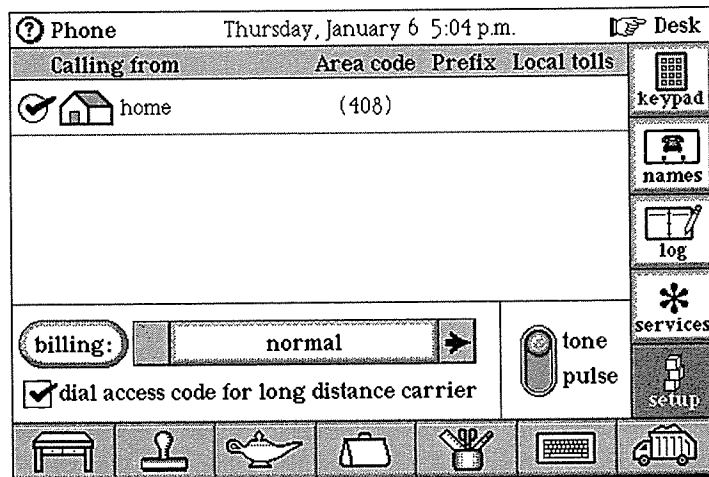 ? Phone Thursday, January 6 5:04 p.m. Desk
Calling from Area code Prefix Local tolls
home (408)
keypad
names
log
services
setup
billing: normal
dial access code for long distance carrier
tone
pulse